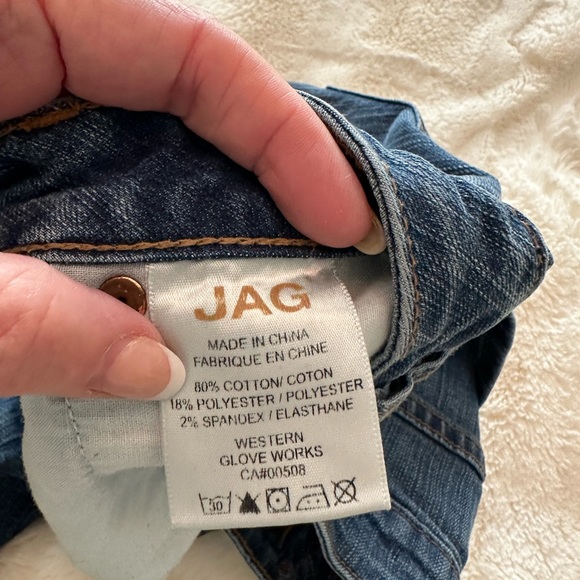 JAG
MADE IN CHINA
FABRIQUE EN CHINE
80% COTTON/ COTON
18% POLYESTER / POLYESTER
2% SPANDEX / ELASTHANE
WESTERN
GLOVE WORKS
CA#00508
30